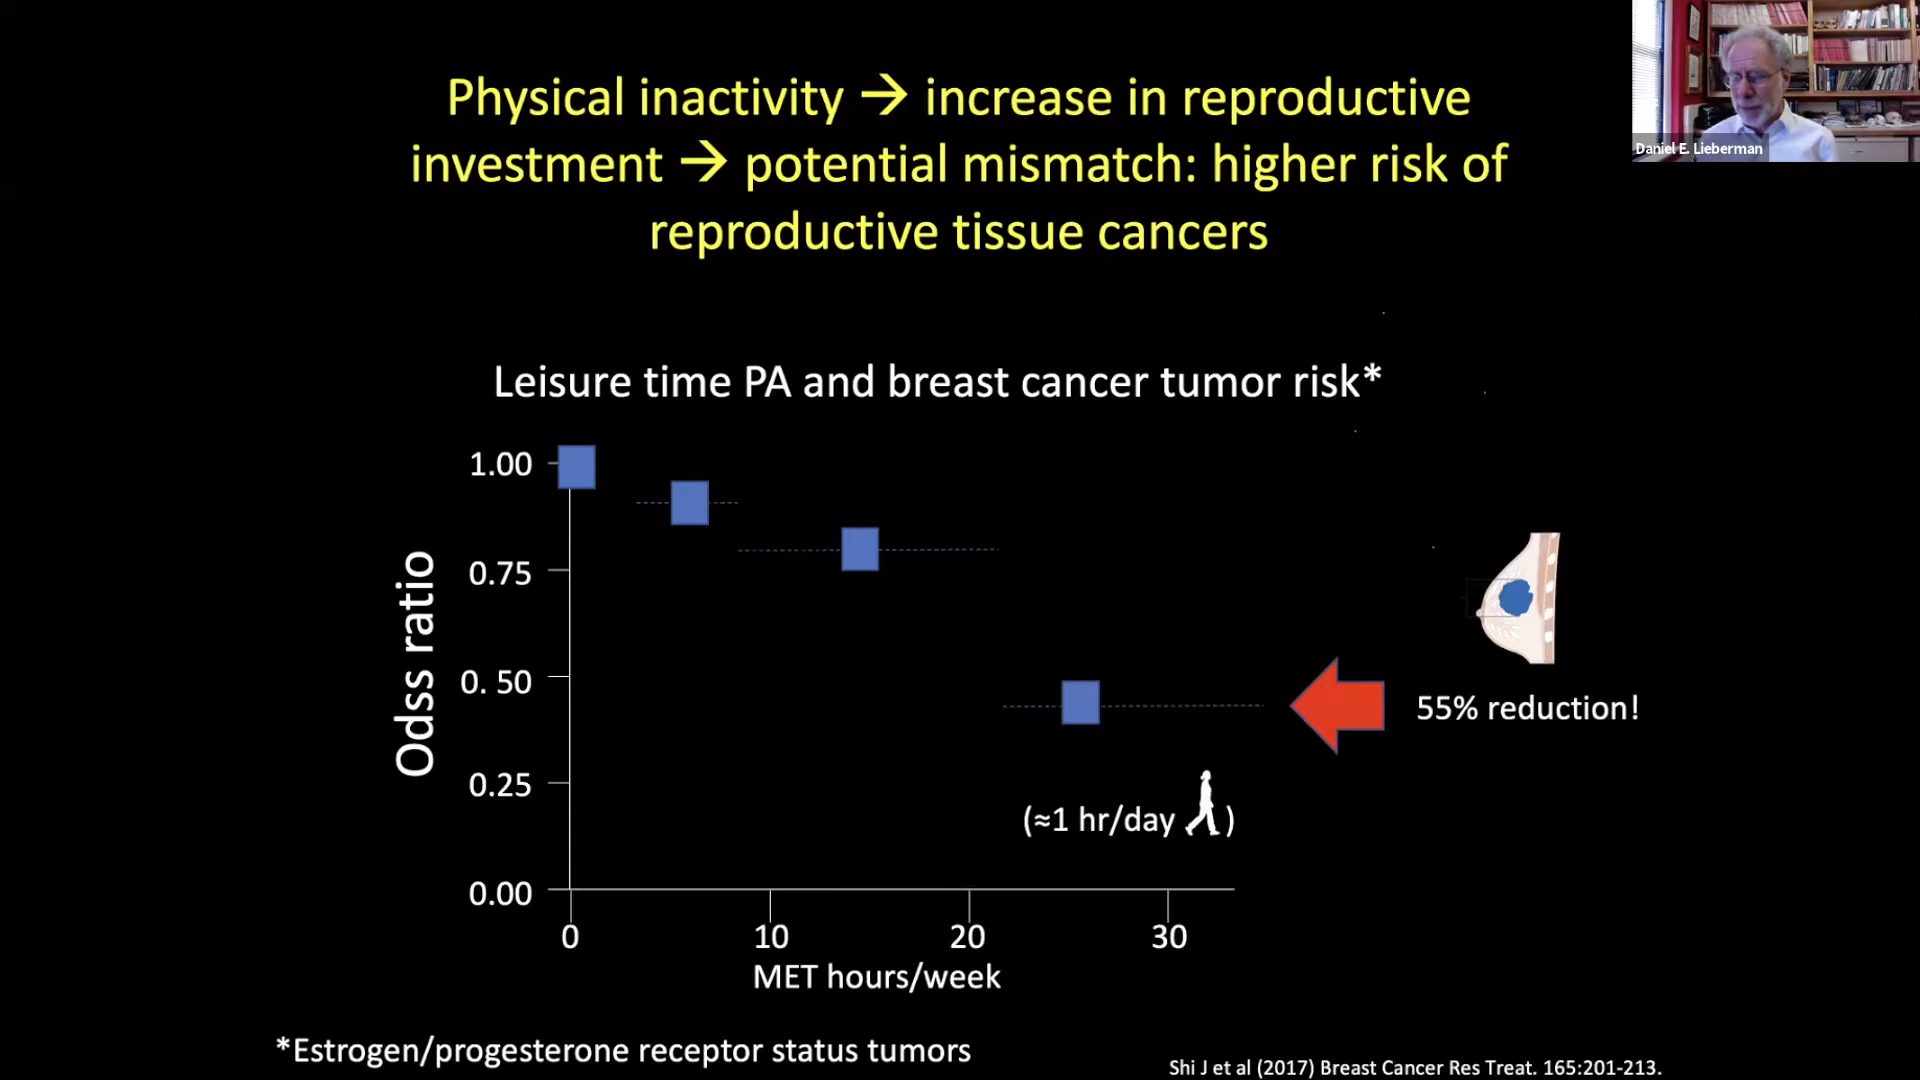 Physical inactivity → increase in reproductive
investment → potential mismatch: higher risk of
reproductive tissue cancers
Daniel E. Lieberman
Leisure time PA and breast cancer tumor risk*
Odss ratio
1.00
0.75
0. 50
0.25
0.00
55% reduction!
(≈1 hr/day )
0 10 20 30
MET hours/week
*Estrogen/progesterone receptor status tumors
Shi J et al (2017) Breast Cancer Res Treat. 165:201-213.